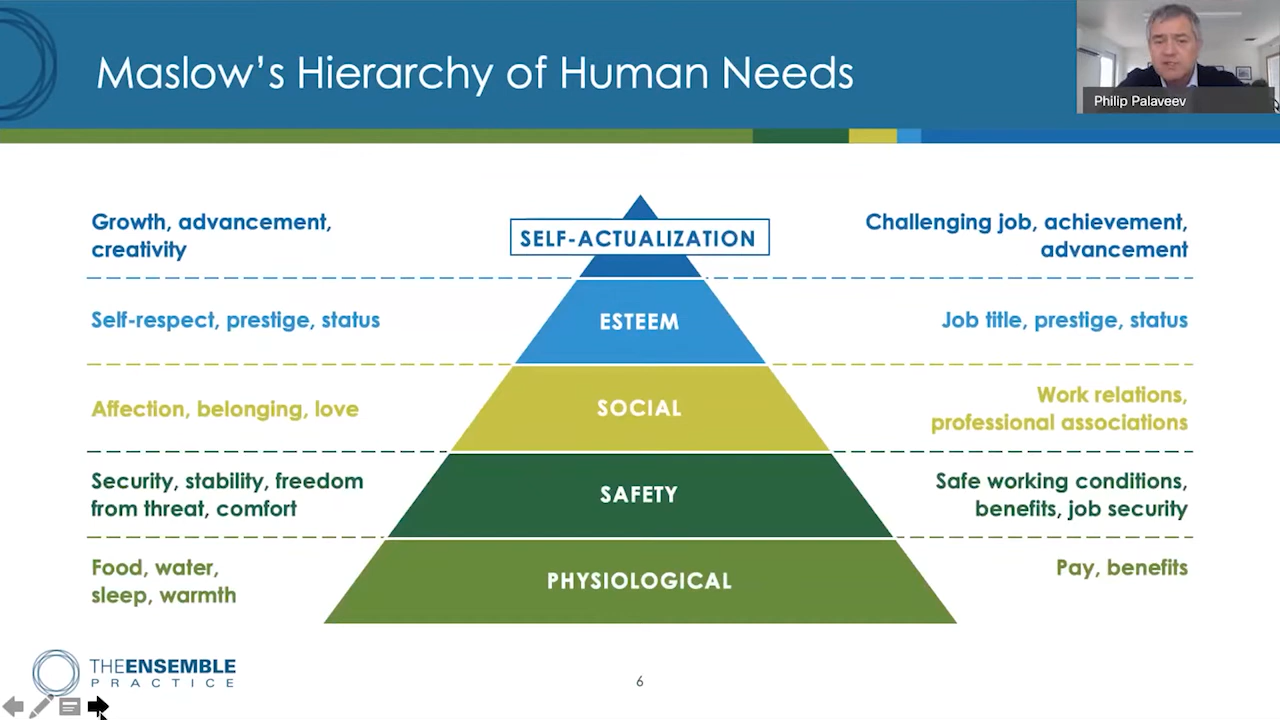 Maslow’s Hierarchy of Human Needs
Philip Palaveev
Growth, advancement,
creativity
SELF-ACTUALIZATION
Challenging job, achievement,
advancement
Self-respect, prestige, status
ESTEEM
Job title, prestige, status
Affection, belonging, love
SOCIAL
Work relations,
professional associations
Security, stability, freedom
from threat, comfort
SAFETY
Safe working conditions,
benefits, job security
Food, water,
sleep, warmth
PHYSIOLOGICAL
Pay, benefits
THEENSEMBLE
PRACTICE
6